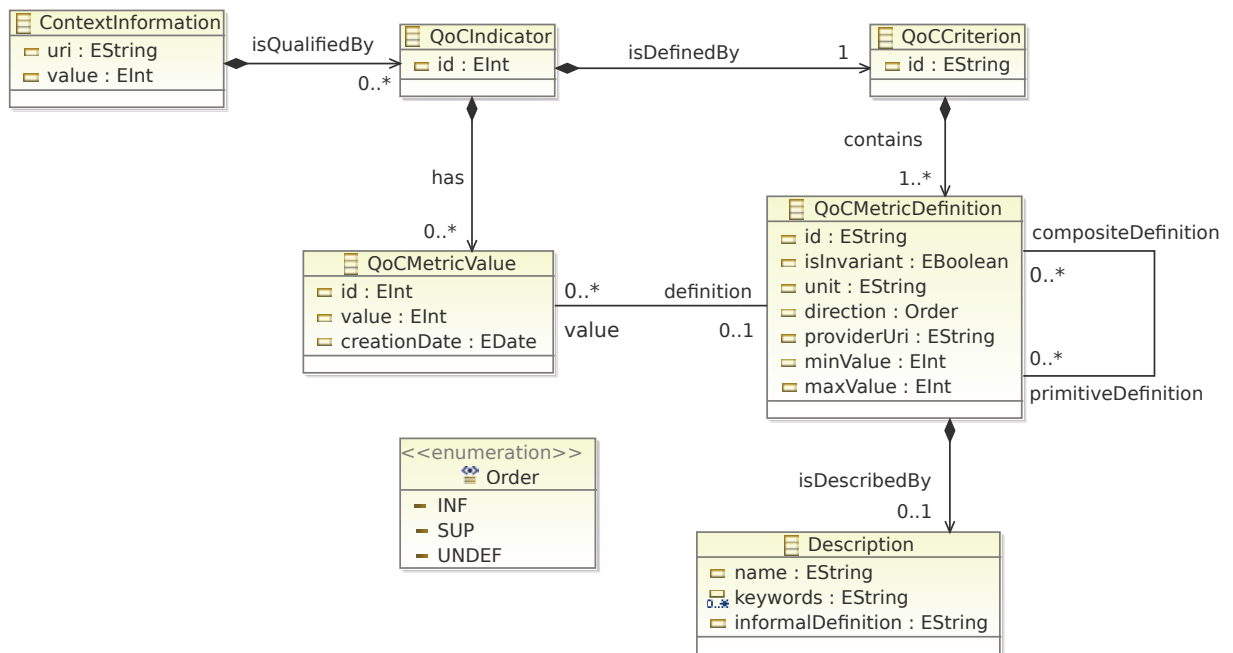 ContextInformation
uri : EString
value : EInt
isQualifiedBy
0..*
QoCIndicator
id : EInt
isDefinedBy
1
QoCCriterion
id : EString
has
0..*
contains
1..*
QoCMetricValue
id : EInt
value : EInt
creationDate : EDate
0..*
value
definition
0..1
QoCMetricDefinition
id : EString
isInvariant : EBoolean
unit : EString
direction : Order
providerUri : EString
minValue : EInt
maxValue : EInt
compositeDefinition
0..*
0..*
primitiveDefinition
<<enumeration>>
Order
INF
SUP
UNDEF
isDescribedBy
0..1
Description
name : EString
0..* keywords : EString
informalDefinition : EString